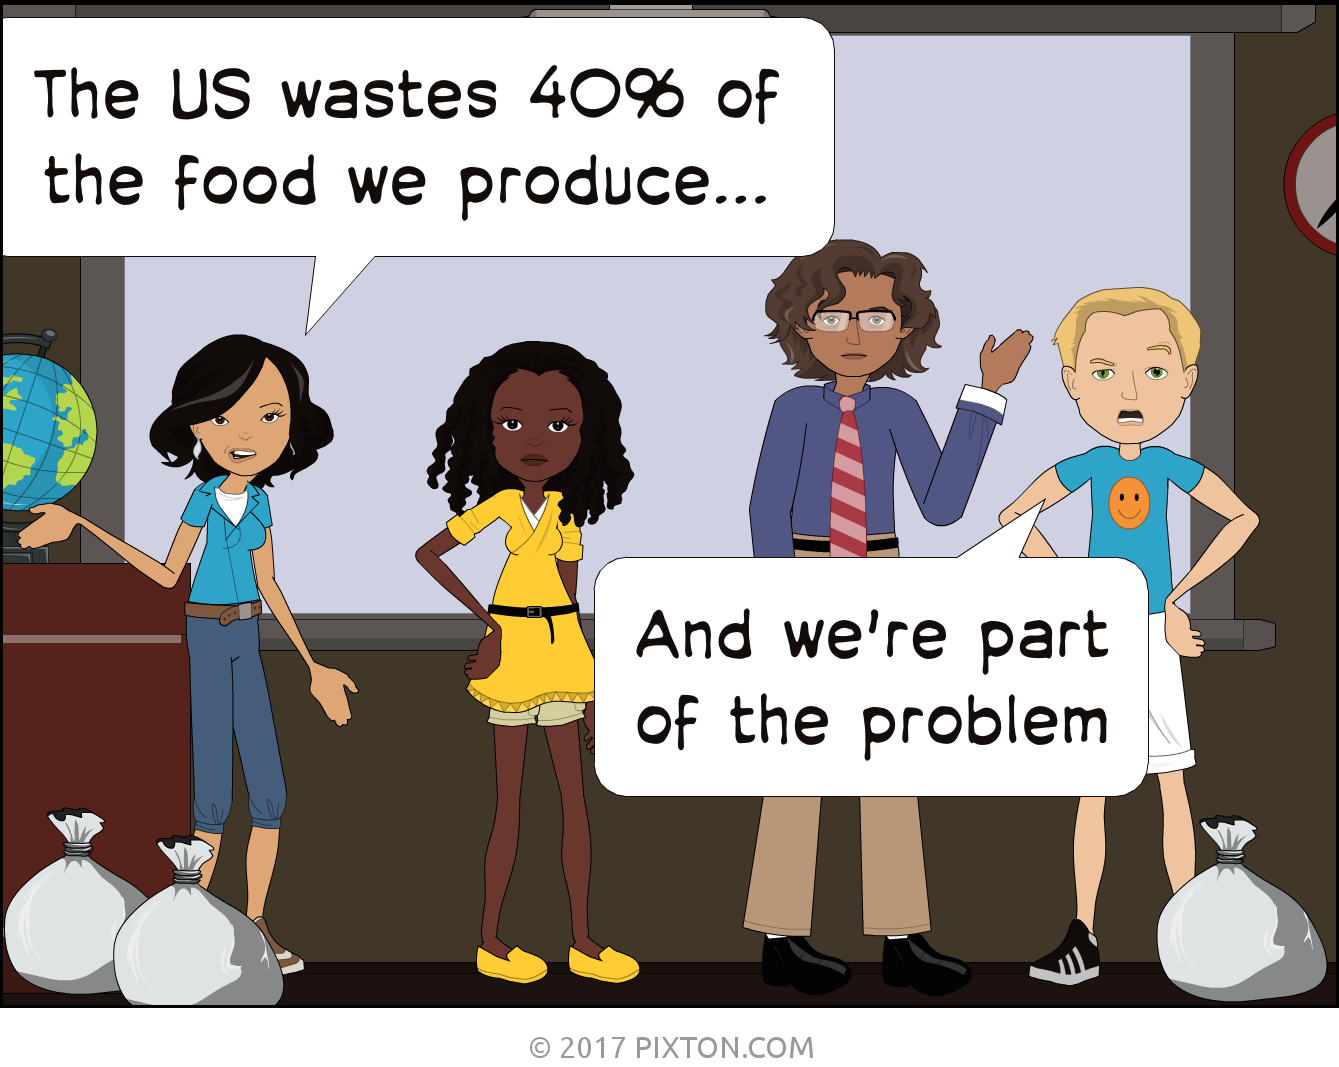 The US wastes 40% of
the food we produce...
And we're part
of the problem
© 2017 PIXTON.COM